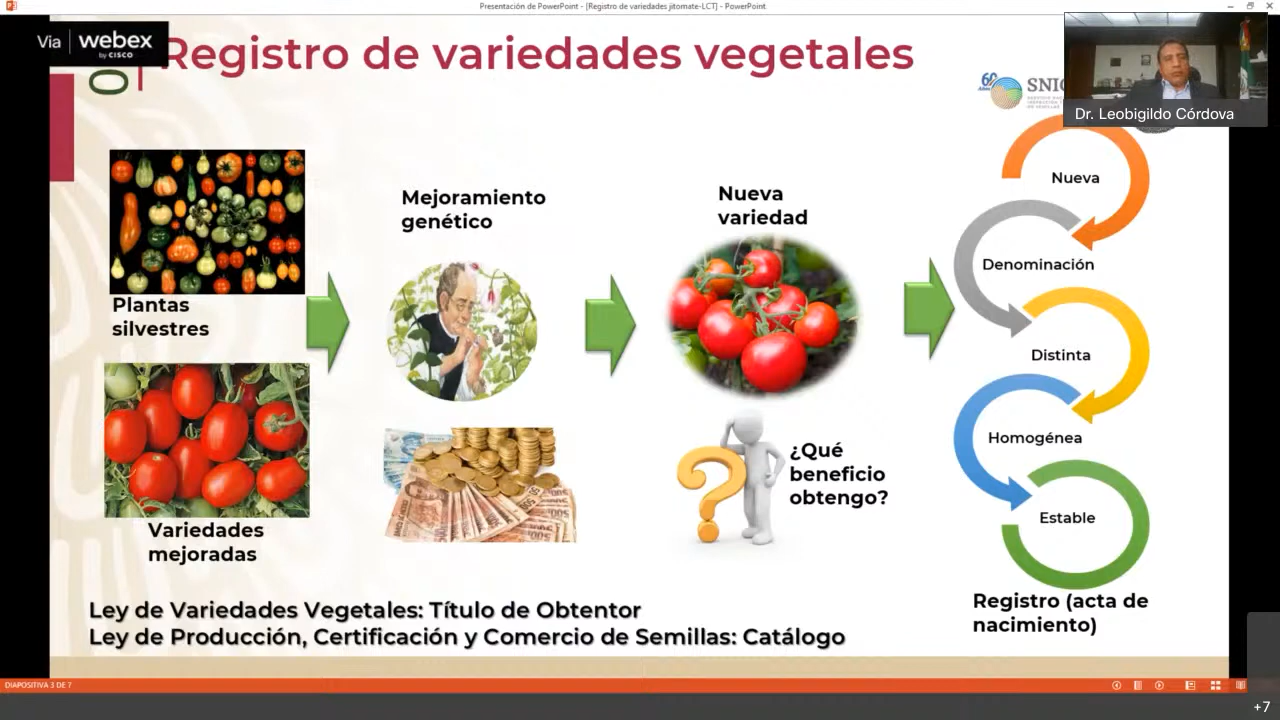 Presentación de PowerPoint - [Registro de variedades jitomate-LCT] - PowerPoint
Via webex
by CISCO
Registro de variedades vegetales
60
Años
SNIC
Dr. Leobigildo Córdova
Plantas
silvestres
Variedades
mejoradas
Mejoramiento
genético
Nueva
variedad
¿Qué
beneficio
obtengo?
Nueva
Denominación
Distinta
Homogénea
Estable
Registro (acta de
nacimiento)
Ley de Variedades Vegetales: Título de Obtentor
Ley de Producción, Certificación y Comercio de Semillas: Catálogo
DIAPOSITIVA 3 DE 7
+7